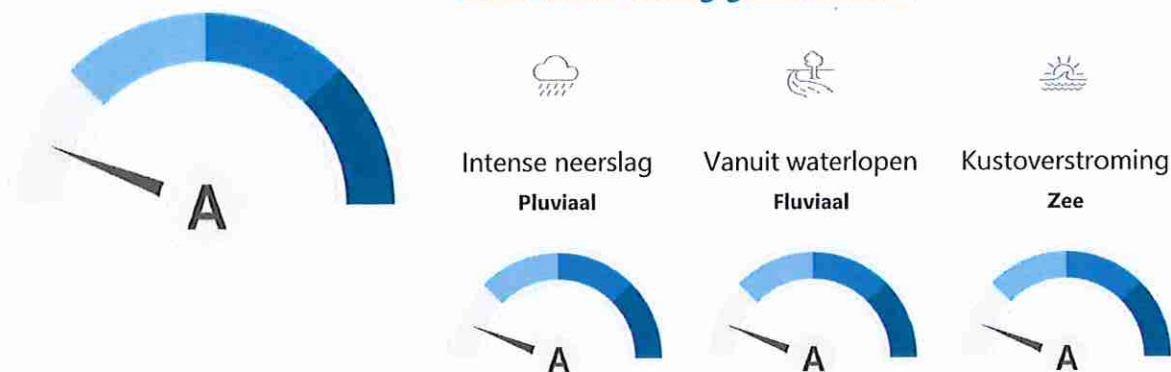 A
Intense neerslag
Pluviaal
A
Vanuit waterlopen
Fluviaal
A
Kustoverstroming
Zee
A